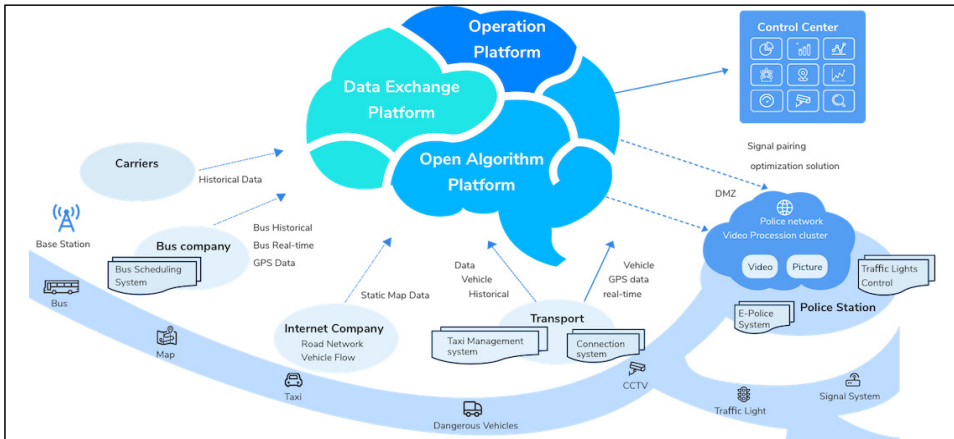 Operation
Platform
Data Exchange
Platform
Open Algorithm
Platform
Control Center
Signal pairing
optimization solution
DMZ
Carriers
Historical Data
Base Station
Bus company
Bus Historical
Bus Real-time
GPS Data
Bus Scheduling
System
Bus
Map
Static Map Data
Internet Company
Road Network
Vehicle Flow
Taxi
Data
Vehicle
Historical
Vehicle
GPS data
real-time
Transport
Taxi Management
system
Connection
system
Dangerous Vehicles
CCTV
Police network
Video Procession cluster
Video
Picture
Traffic Lights
Control
Police Station
E-Police
System
Traffic Light
Signal System